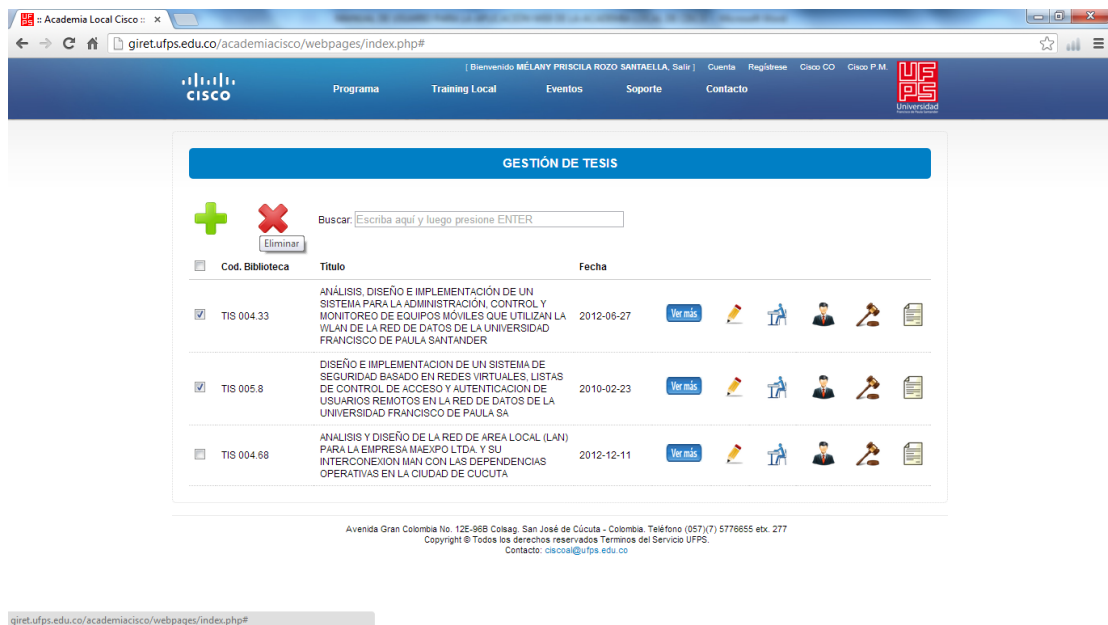 :: Academia Local Cisco ::
giret.ufps.edu.co/academiacisco/webpages/index.php#
[ Bienvenido MÉLANY PRISCILA ROZO SANTAELLA, Salir ] Cuenta Regístrese Cisco CO Cisco P.M.
CISCO
Programa Training Local Eventos Soporte Contacto
UFPS
Universidad
GESTIÓN DE TESIS
Buscar: Escriba aquí y luego presione ENTER
Eliminar
Cod. Biblioteca Título Fecha
ANÁLISIS, DISEÑO E IMPLEMENTACIÓN DE UN
SISTEMA PARA LA ADMINISTRACIÓN, CONTROL Y
TIS 004.33 MONITOREO DE EQUIPOS MÓVILES QUE UTILIZAN LA 2012-06-27 Ver más
WLAN DE LA RED DE DATOS DE LA UNIVERSIDAD
FRANCISCO DE PAULA SANTANDER
DISEÑO E IMPLEMENTACION DE UN SISTEMA DE
SEGURIDAD BASADO EN REDES VIRTUALES, LISTAS
TIS 005.8 DE CONTROL DE ACCESO Y AUTENTICACION DE 2010-02-23 Ver más
USUARIOS REMOTOS EN LA RED DE DATOS DE LA
UNIVERSIDAD FRANCISCO DE PAULA SA
ANALISIS Y DISEÑO DE LA RED DE AREA LOCAL (LAN)
PARA LA EMPRESA MAEXPO LTDA. Y SU
TIS 004.68 INTERCONEXION MAN CON LAS DEPENDENCIAS 2012-12-11 Ver más
OPERATIVAS EN LA CIUDAD DE CUCUTA
Avenida Gran Colombia No. 12E-96B Colsag. San José de Cúcuta - Colombia. Teléfono (057)(7) 5776655 etx. 277
Copyright © Todos los derechos reservados Terminos del Servicio UFPS.
Contacto: ciscoal@ufps.edu.co
giret.ufps.edu.co/academiacisco/webpages/index.php#